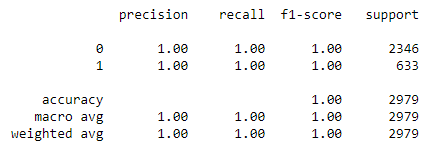 precision recall f1-score support
0 1.00 1.00 1.00 2346
1 1.00 1.00 1.00 633
accuracy 1.00 2979
macro avg 1.00 1.00 1.00 2979
weighted avg 1.00 1.00 1.00 2979